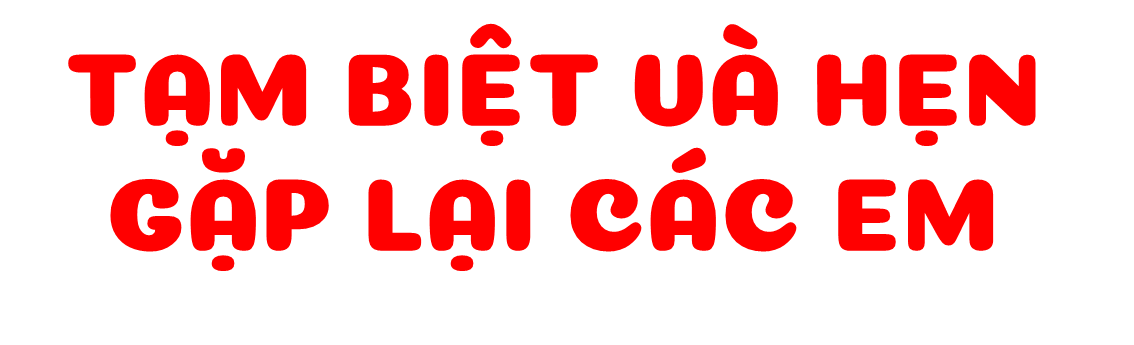 TẠM BIỆT VÀ HẸN
GẶP LẠI CÁC EM